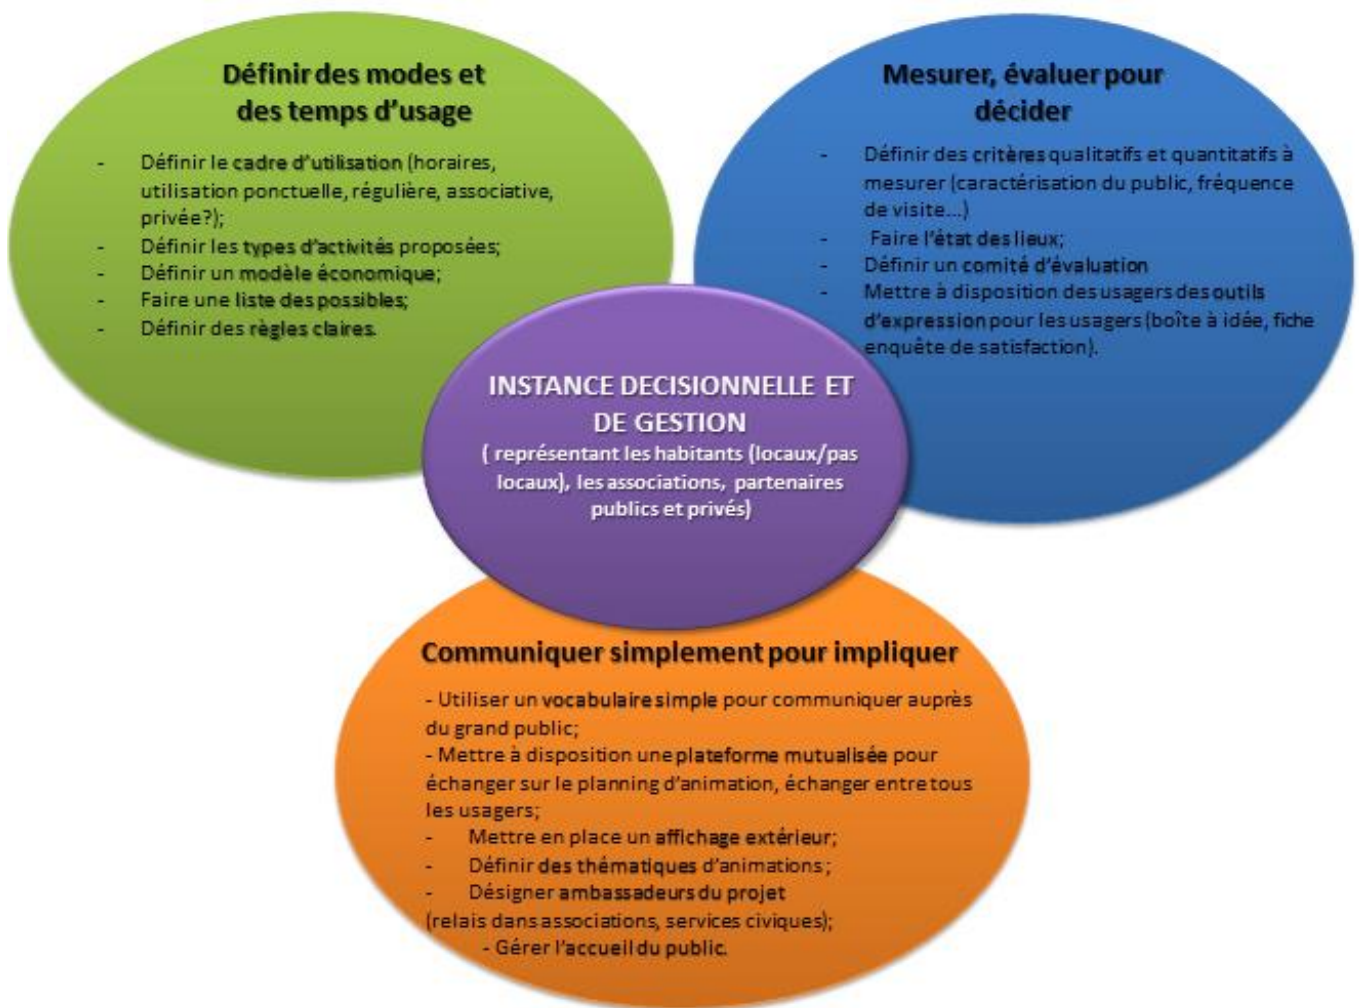 Définir des modes et
des temps d'usage
- Définir le cadre d'utilisation (horaires,
utilisation ponctuelle, régulière, associative,
privée?);
- Définir les types d'activités proposées;
- Définir un modèle économique;
- Faire une liste des possibles;
- Définir des règles claires.
Mesurer, évaluer pour
décider
- Définir des critères qualitatifs et quantitatifs à
mesurer (caractérisation du public, fréquence
de visite...)
- Faire l'état des lieux;
- Définir un comité d'évaluation
- Mettre à disposition des usagers des outils
d'expression pour les usagers (boîte à idée, fiche
enquête de satisfaction).
INSTANCE DECISIONNELLE ET
DE GESTION
( représentant les habitants (locaux/pas
locaux), les associations, partenaires
publics et privés)
Communiquer simplement pour impliquer
- Utiliser un vocabulaire simple pour communiquer auprès
du grand public;
- Mettre à disposition une plateforme mutualisée pour
échanger sur le planning d'animation, échanger entre tous
les usagers;
- Mettre en place un affichage extérieur;
- Définir des thématiques d'animations ;
- Désigner ambassadeurs du projet
(relais dans associations, services civiques);
- Gérer l'accueil du public.